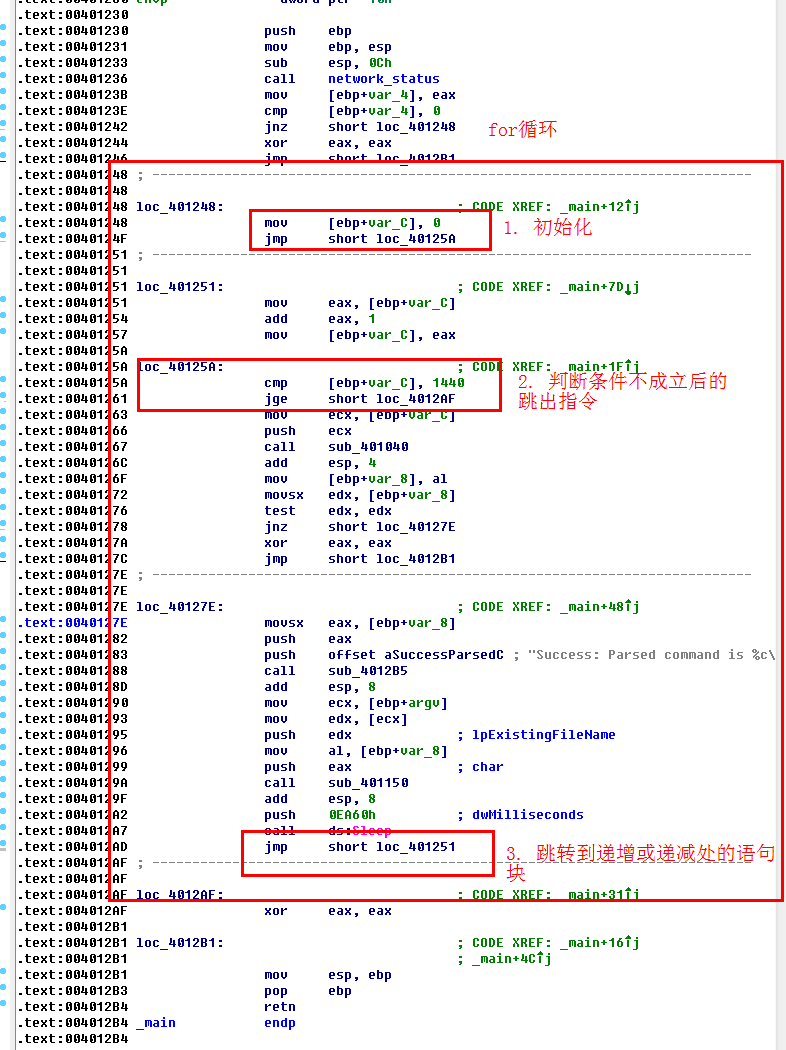 .text:00401230
.text:00401230 push ebp
.text:00401231 mov ebp, esp
.text:00401233 sub esp, 0Ch
.text:00401236 call network_status
.text:0040123B mov [ebp+var_4], eax
.text:0040123E cmp [ebp+var_4], 0
.text:00401242 jnz short loc_401248 for循环
.text:00401244 xor eax, eax
.text:00401246 jmp short loc_4012B1
.text:00401248 ; ---------------------------------------------------------------------------
.text:00401248
.text:00401248 loc_401248: ; CODE XREF: _main+12↑j
.text:00401248 mov [ebp+var_C], 0 1. 初始化
.text:0040124F jmp short loc_40125A
.text:00401251 ; ---------------------------------------------------------------------------
.text:00401251
.text:00401251 loc_401251: ; CODE XREF: _main+7D↓j
.text:00401251 mov eax, [ebp+var_C]
.text:00401254 add eax, 1
.text:00401257 mov [ebp+var_C], eax
.text:0040125A
.text:0040125A loc_40125A: ; CODE XREF: _main+1F↑j
.text:0040125A cmp [ebp+var_C], 1440 2. 判断条件不成立后的
.text:00401261 jge short loc_4012AF 跳出指令
.text:00401263 mov ecx, [ebp+var_C]
.text:00401266 push ecx
.text:00401267 call sub_401040
.text:0040126C add esp, 4
.text:0040126F mov [ebp+var_8], al
.text:00401272 movsx edx, [ebp+var_8]
.text:00401276 test edx, edx
.text:00401278 jnz short loc_40127E
.text:0040127A xor eax, eax
.text:0040127C jmp short loc_4012B1
.text:0040127E ; ---------------------------------------------------------------------------
.text:0040127E
.text:0040127E loc_40127E: ; CODE XREF: _main+48↑j
.text:0040127E movsx eax, [ebp+var_8]
.text:00401282 push eax
.text:00401283 push offset aSuccessParsedC ; "Success: Parsed command is %c\
.text:00401288 call sub_4012B5
.text:0040128D add esp, 8
.text:00401290 mov ecx, [ebp+argv]
.text:00401293 mov edx, [ecx]
.text:00401295 push edx ; lpExistingFileName
.text:00401296 mov al, [ebp+var_8]
.text:00401299 push eax ; char
.text:0040129A call sub_401150
.text:0040129F add esp, 8
.text:004012A2 push 0EA60h ; dwMilliseconds
.text:004012A7 call ds:Sleep
.text:004012AD jmp short loc_401251 3. 跳转到递增或递减处的语句
.text:004012AF ; --------------------------------------------------------------------------- 块
.text:004012AF
.text:004012AF loc_4012AF: ; CODE XREF: _main+31↑j
.text:004012AF xor eax, eax
.text:004012B1
.text:004012B1 loc_4012B1: ; CODE XREF: _main+16↑j
.text:004012B1 ; _main+4C↑j
.text:004012B1 mov esp, ebp
.text:004012B3 pop ebp
.text:004012B4 retn
.text:004012B4 _main endp
.text:004012B4